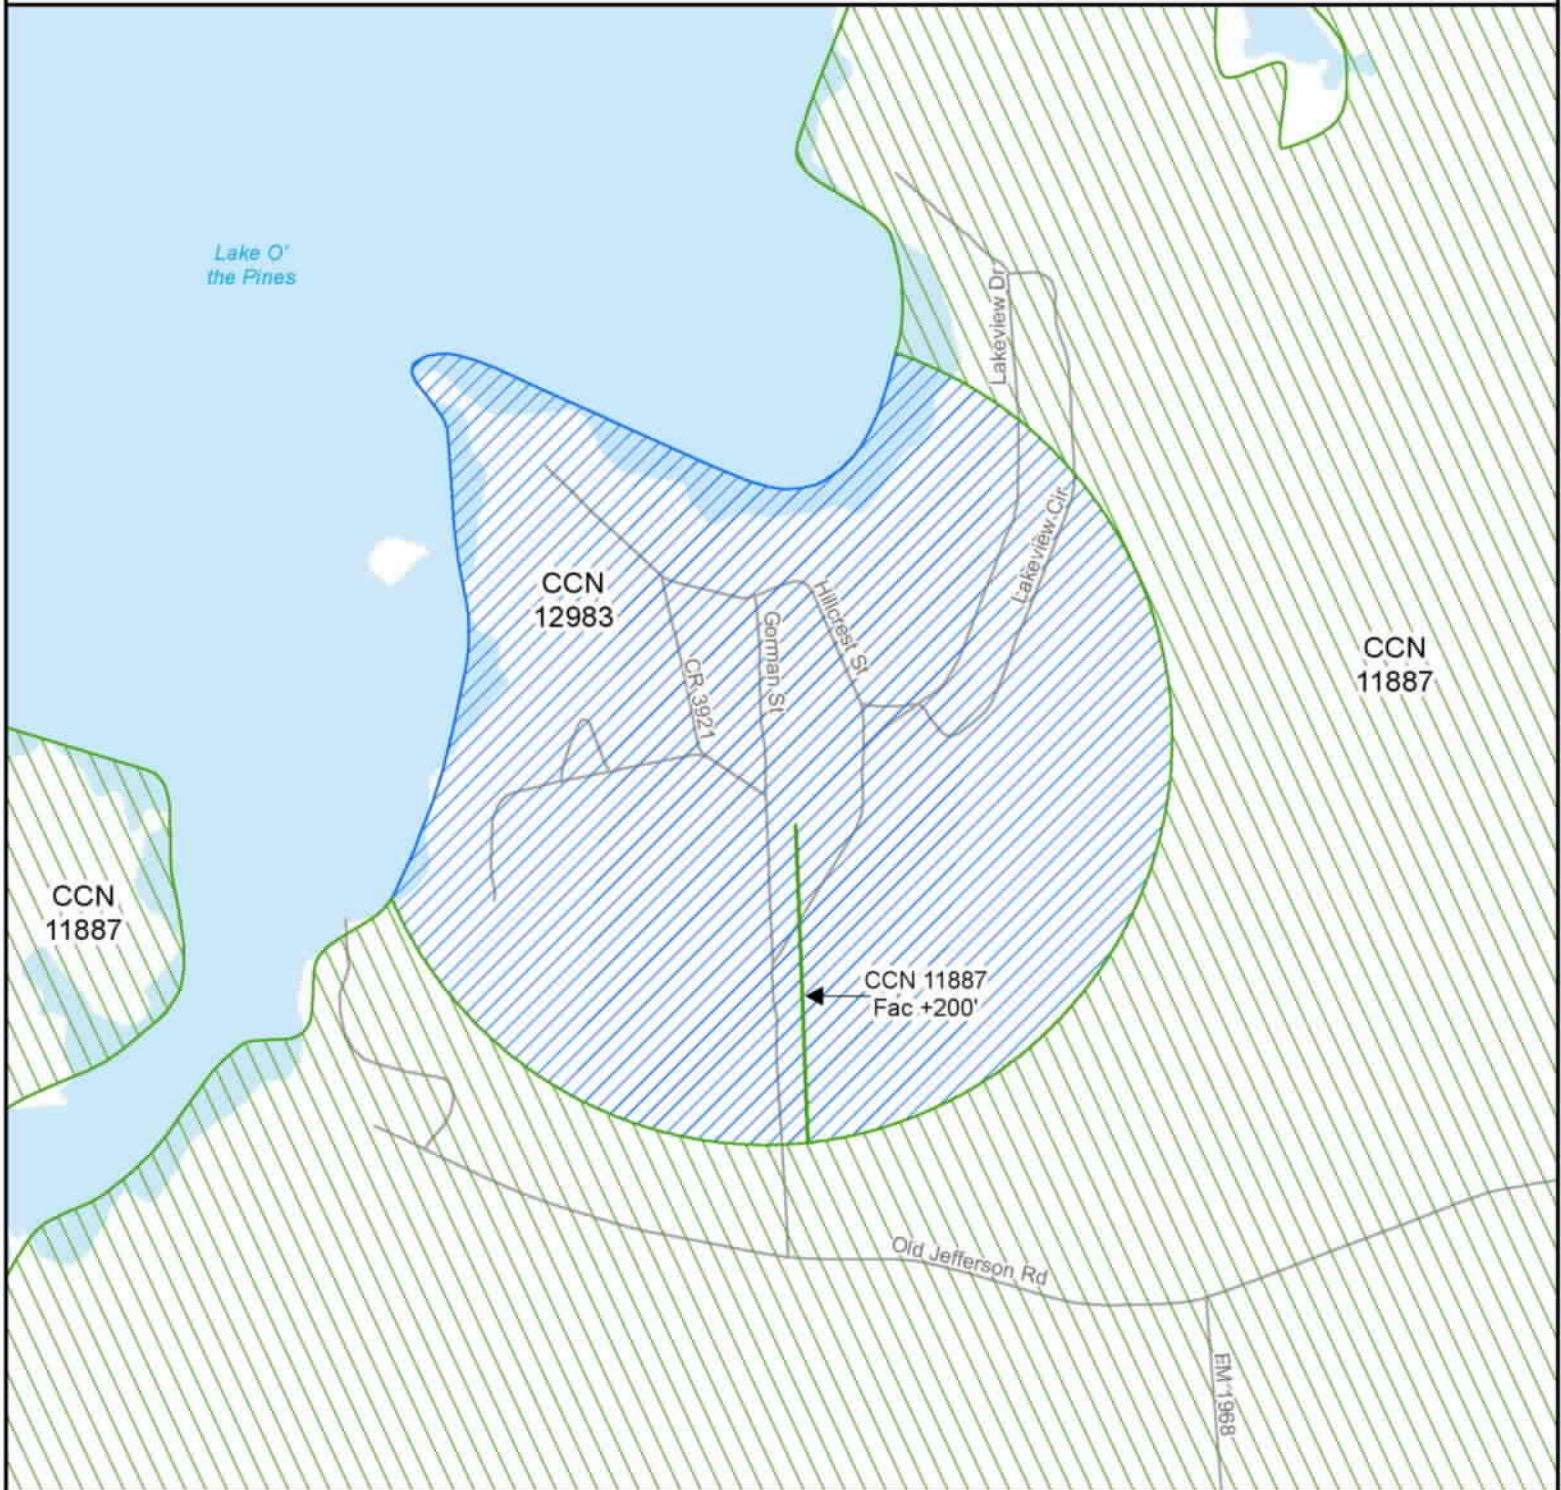 Lake O'
the Pines
Lakeview Dr
Lakeview Cir
CCN
12983
Hillcrest St
Gorman St
CR 3921
CCN
11887
CCN
11887
CCN 11887
Fac +200'
Old Jefferson Rd
FM 1968